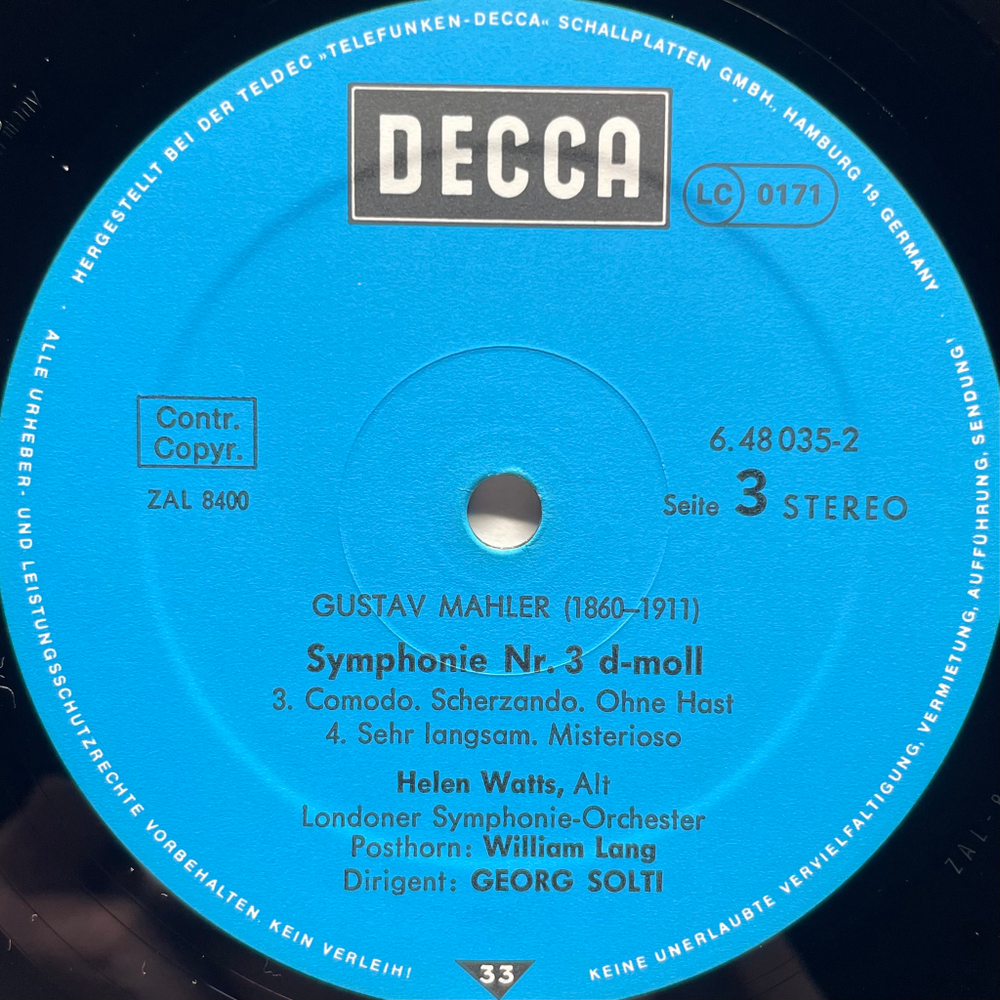 HERGESTELLT BEI DER TELDEC »TELEFUNKEN-DECCA« SCHALLPLATTEN GMBH., HAMBURG 19, GERMANY
DECCA
LC 0171
Contr.
Copyr.
ZAL 8400
6.48035-2
Seite 3 STEREO
GUSTAV MAHLER (1860–1911)
Symphonie Nr. 3 d-moll
3. Comodo. Scherzando. Ohne Hast
4. Sehr langsam. Misterioso
Helen Watts, Alt
Londoner Symphonie-Orchester
Posthorn: William Lang
Dirigent: GEORG SOLTI
ALLE URHEBER- UND LEISTUNGSSCHUTZRECHTE VORBEHALTEN. KEIN VERLEIH!
33
KEINE UNERLAUBTE VERVIELFÄLTIGUNG, VERMIETUNG, AUFFÜHRUNG, SENDUNG!